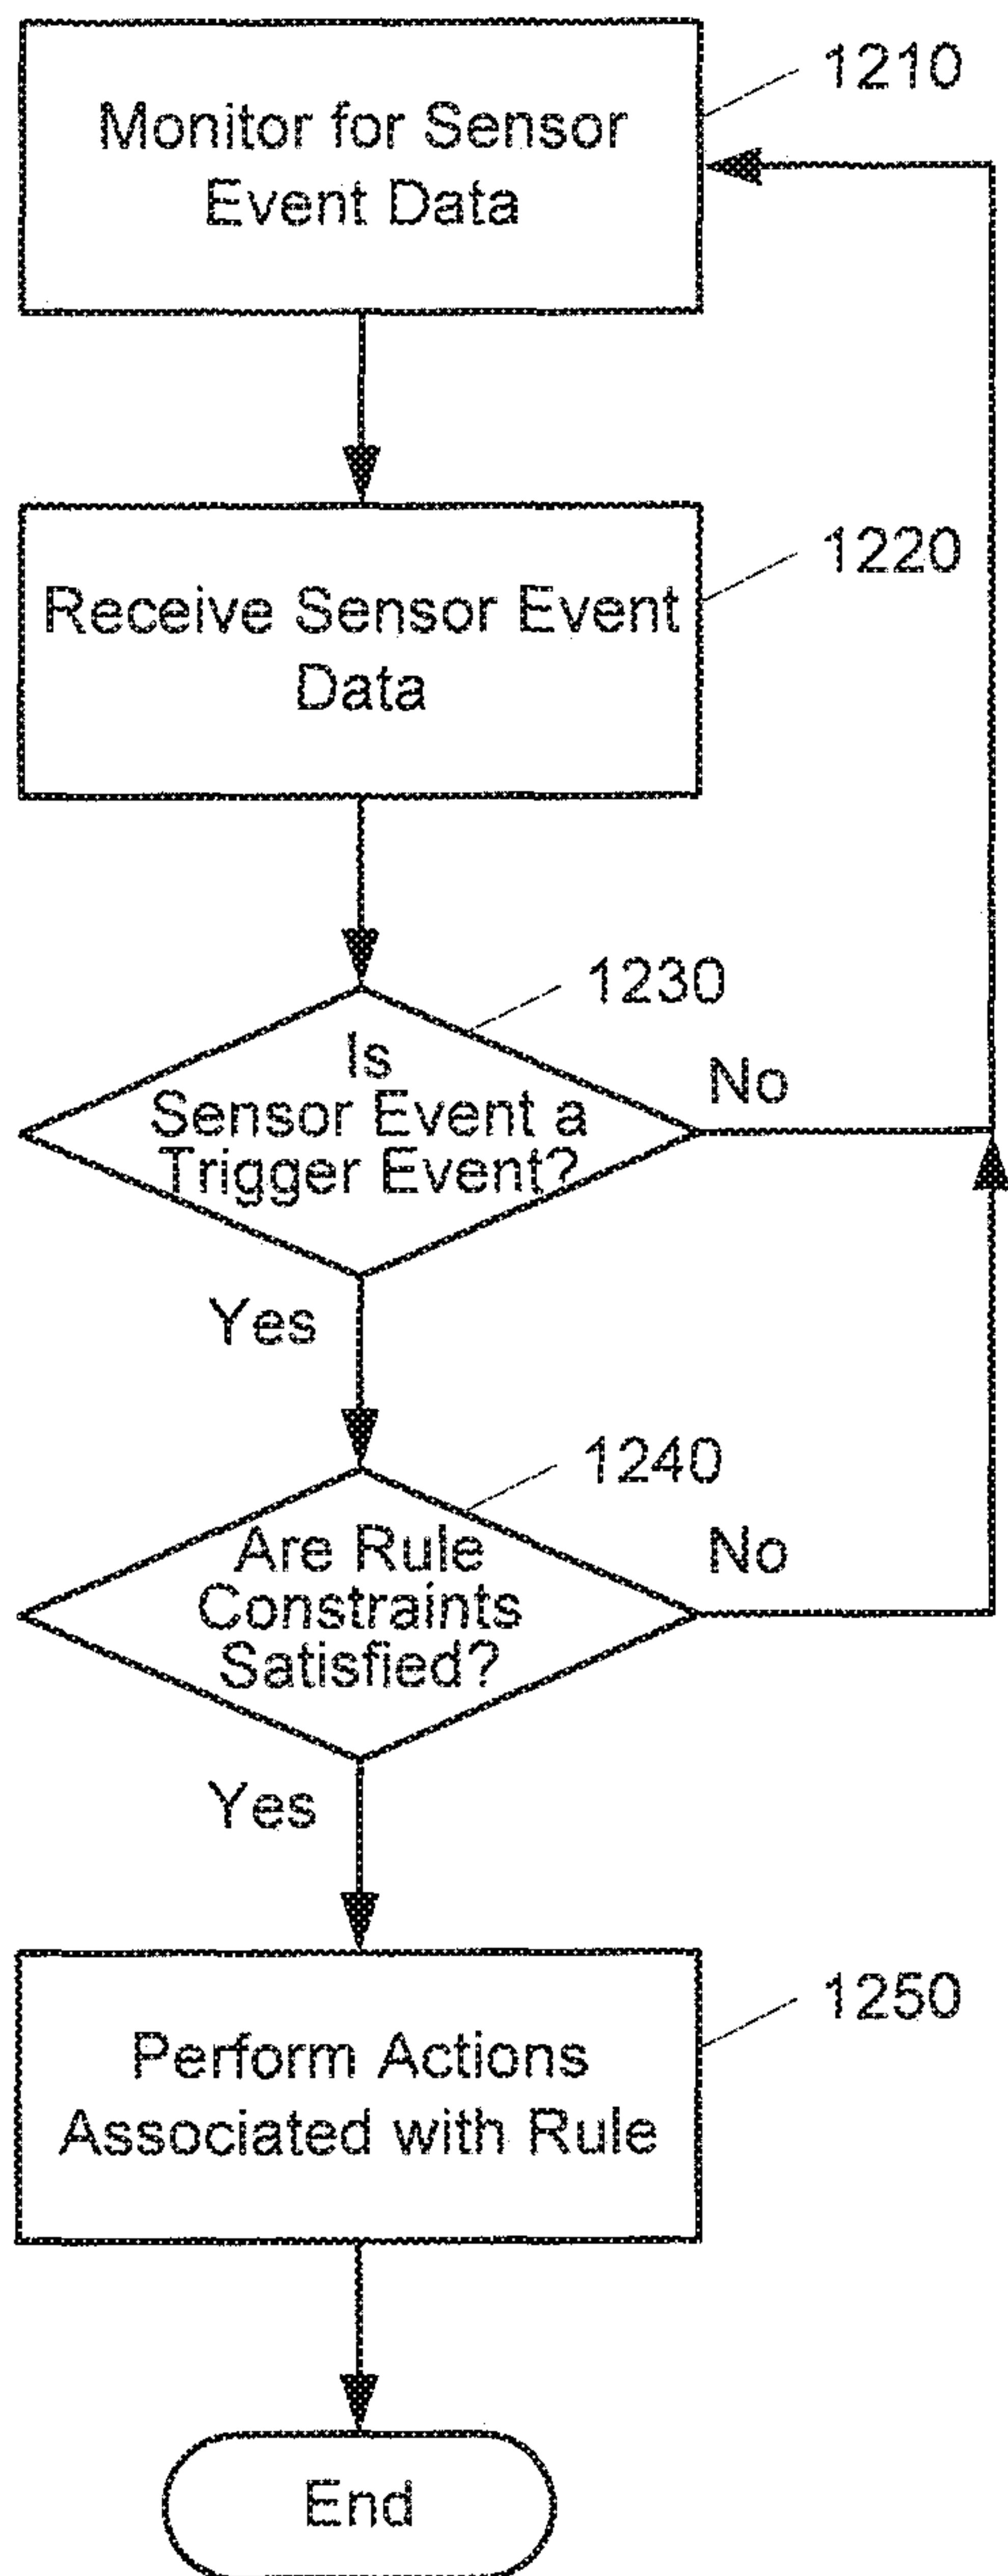 1210
Monitor for Sensor
Event Data
1220
Receive Sensor Event
Data
1230
Is
Sensor Event a
Trigger Event?
No
Yes
1240
Are Rule
Constraints
Satisfied?
No
Yes
1250
Perform Actions
Associated with Rule
End